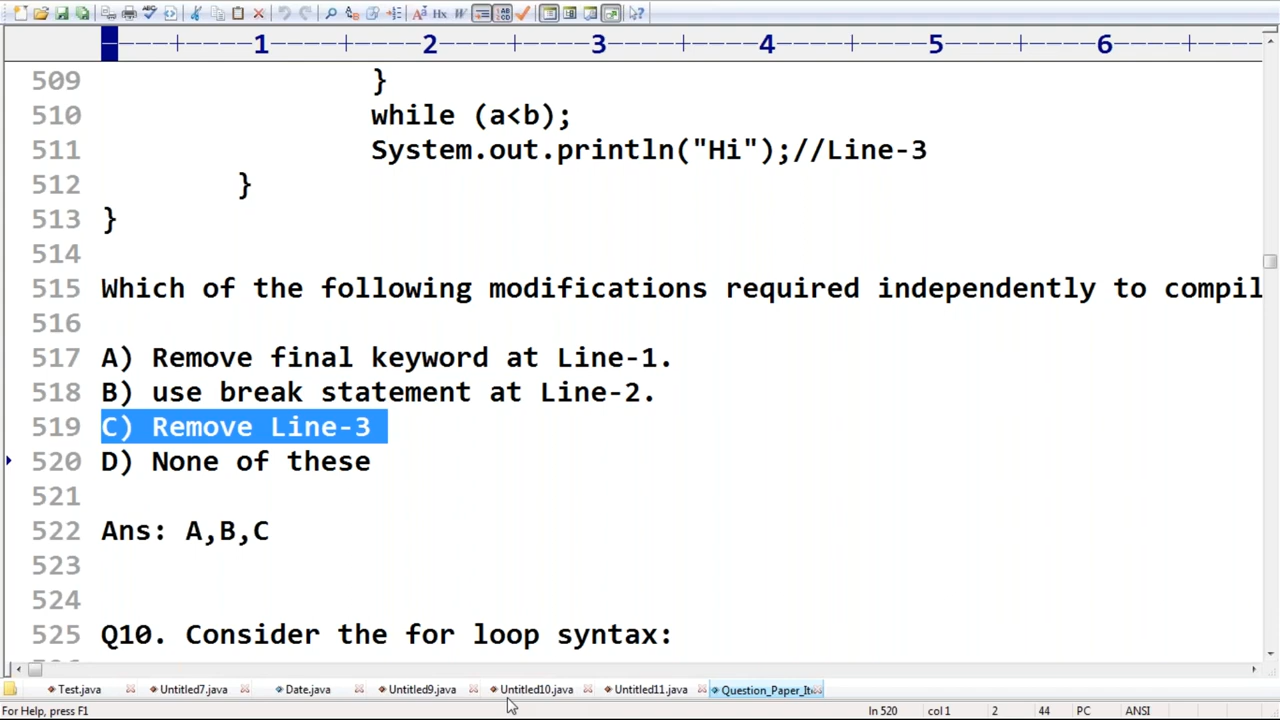 1 2 3 4 5 6
509 }
510 while (a<b);
511 System.out.println("Hi");//Line-3
512 }
513 }
514
515 Which of the following modifications required independently to compil
516
517 A) Remove final keyword at Line-1.
518 B) use break statement at Line-2.
519 C) Remove Line-3
520 D) None of these
521
522 Ans: A,B,C
523
524
525 Q10. Consider the for loop syntax:
Test.java Untitled7.java Date.java Untitled9.java Untitled10.java Untitled11.java Question_Paper_It
For Help, press F1 ln 520 col 1 2 44 PC ANSI